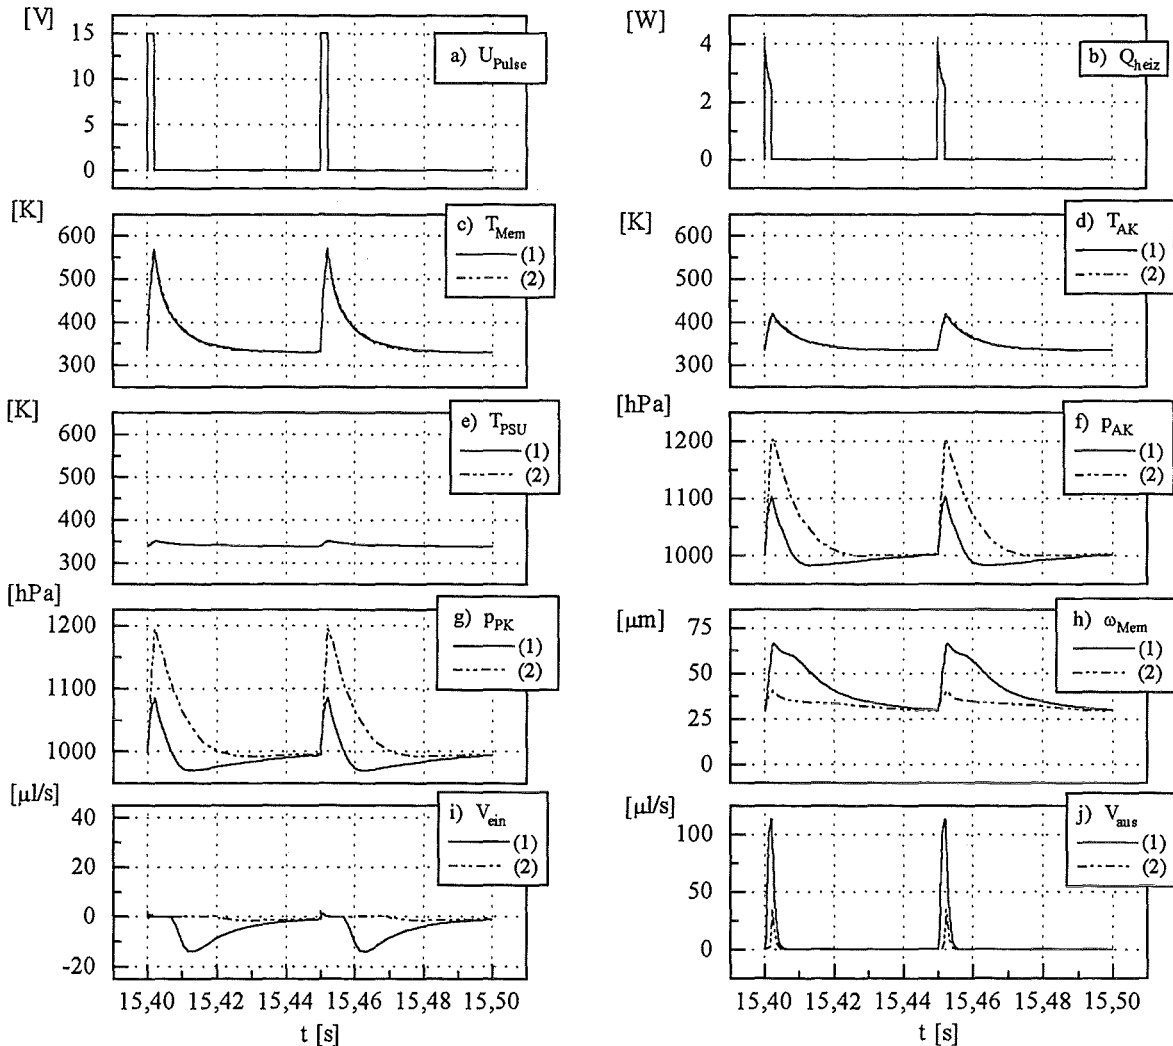 [V]
15
10
5
0
a) U_Pulse
[W]
4
2
0
b) Q_heiz
[K]
600
500
400
300
c) T_Mem
(1)
(2)
[K]
600
500
400
300
d) T_AK
(1)
(2)
[K]
600
500
400
300
e) T_PSU
(1)
(2)
[hPa]
1200
1100
1000
f) p_AK
(1)
(2)
[hPa]
1200
1100
1000
g) p_PK
(1)
(2)
[µm]
75
50
25
0
h) ω_Mem
(1)
(2)
[µl/s]
40
20
0
-20
i) V_ein
(1)
(2)
15,40 15,42 15,44 15,46 15,48 15,50
t [s]
[µl/s]
100
50
0
j) V_aus
(1)
(2)
15,40 15,42 15,44 15,46 15,48 15,50
t [s]